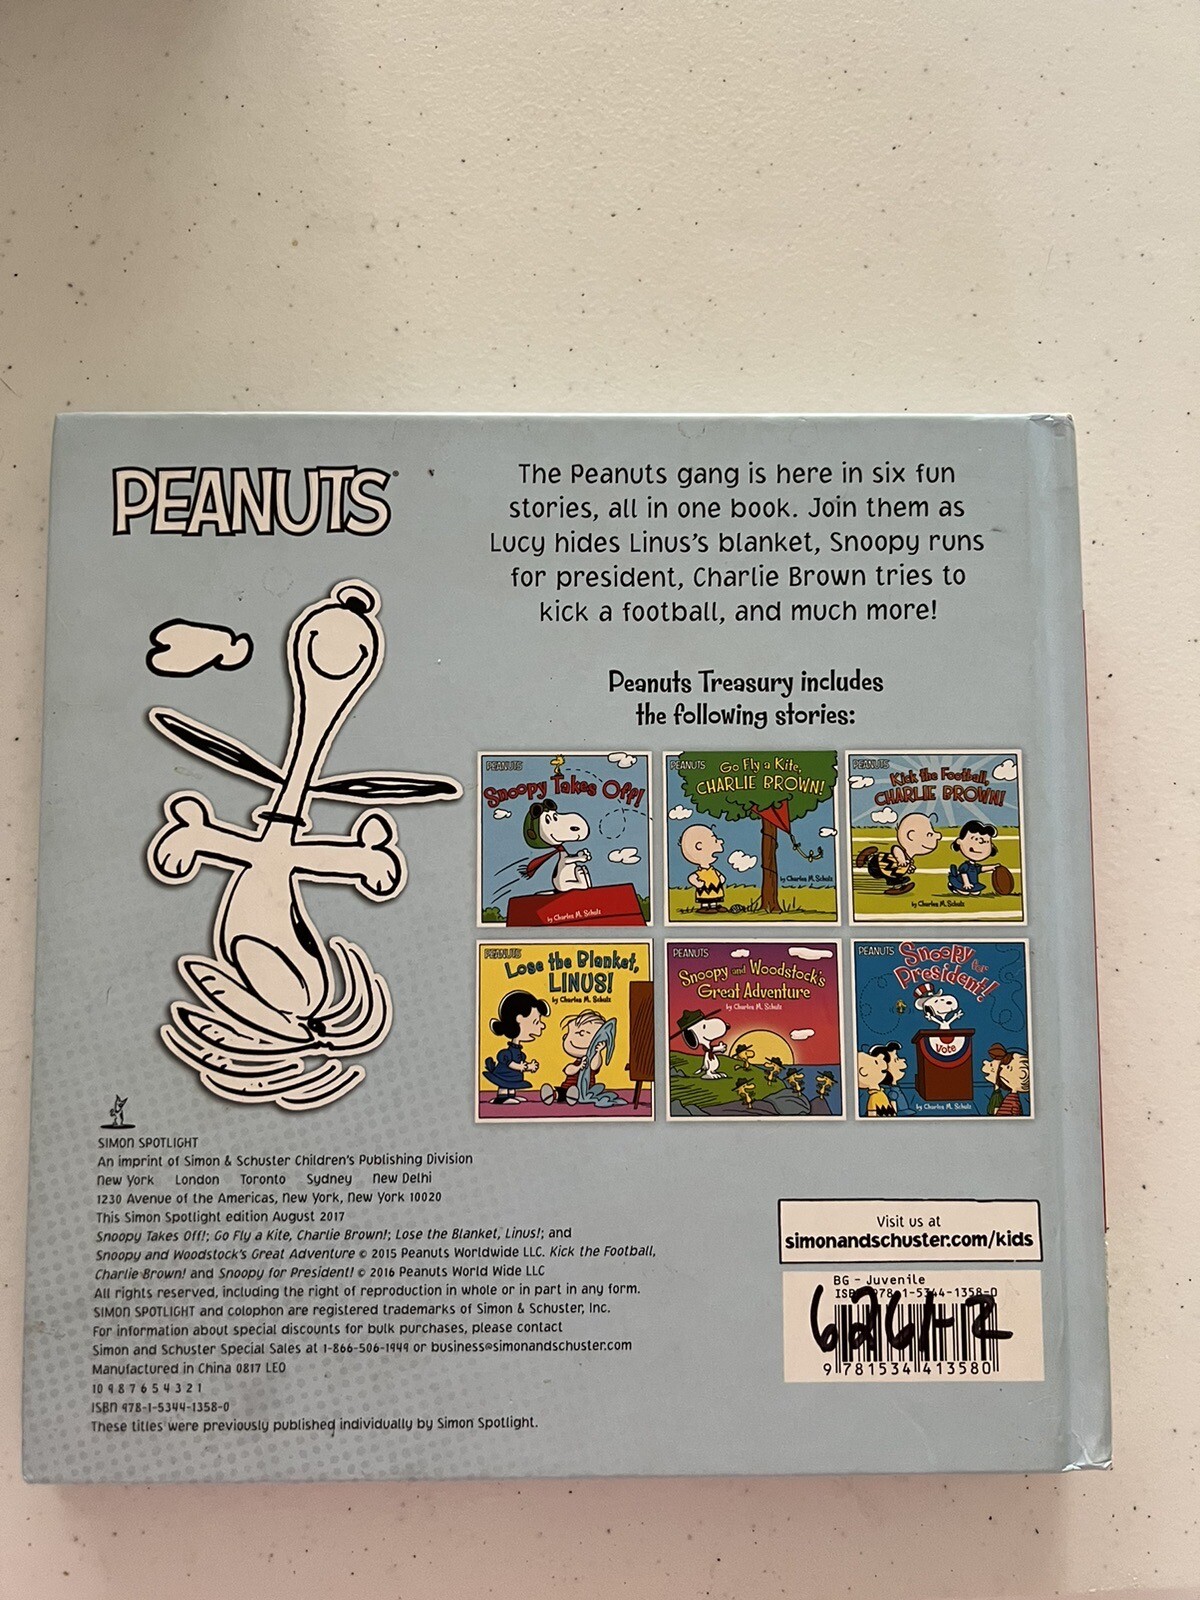 PEANUTS®
The Peanuts gang is here in six fun
stories, all in one book. Join them as
Lucy hides Linus's blanket, Snoopy runs
for president, Charlie Brown tries to
kick a football, and much more!
Peanuts Treasury includes
the following stories:
PEANUTS
Snoopy Takes Off!
by Charles M. Schulz
PEANUTS
Go Fly a Kite,
CHARLIE BROWN!
by Charles M. Schulz
PEANUTS
Kick the Football,
CHARLIE BROWN!
by Charles M. Schulz
PEANUTS
Lose the Blanket,
LINUS!
by Charles M. Schulz
PEANUTS
Snoopy and Woodstock's
Great Adventure
by Charles M. Schulz
PEANUTS
Snoopy for
President!
Vote
by Charles M. Schulz
SIMON SPOTLIGHT
An imprint of Simon & Schuster Children's Publishing Division
New York London Toronto Sydney New Delhi
1230 Avenue of the Americas, New York, New York 10020
This Simon Spotlight edition August 2017
Snoopy Takes Off!; Go Fly a Kite, Charlie Brown!; Lose the Blanket, Linus!; and
Snoopy and Woodstock's Great Adventure © 2015 Peanuts Worldwide LLC. Kick the Football,
Charlie Brown! and Snoopy for President! © 2016 Peanuts World Wide LLC
All rights reserved, including the right of reproduction in whole or in part in any form.
SIMON SPOTLIGHT and colophon are registered trademarks of Simon & Schuster, Inc.
For information about special discounts for bulk purchases, please contact
Simon and Schuster Special Sales at 1-866-506-1949 or business@simonandschuster.com
Manufactured in China 0817 LEO
10 9 8 7 6 5 4 3 2 1
ISBN 978-1-5344-1358-0
These titles were previously published individually by Simon Spotlight.
Visit us at
simonandschuster.com/kids
BG - Juvenile
ISBN 978-1-5344-1358-0
9 781534 413580